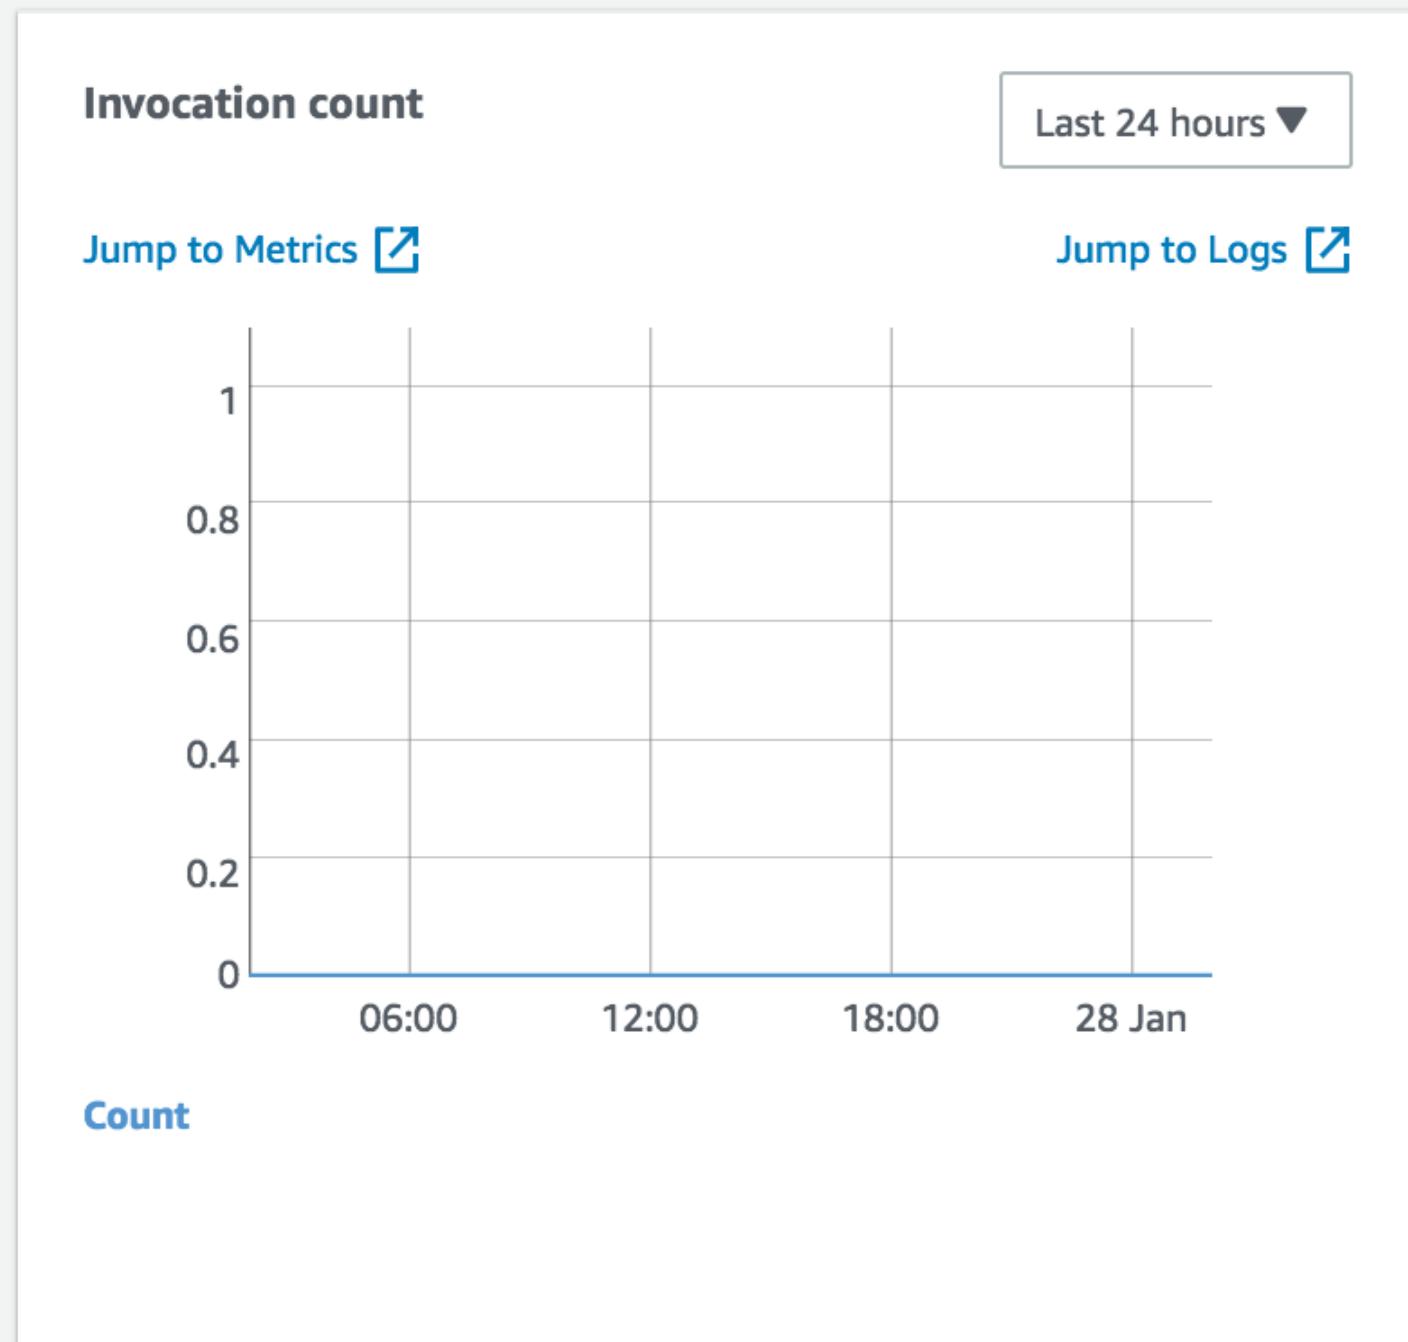 Invocation count
Last 24 hours ▼
Jump to Metrics
Jump to Logs
1
0.8
0.6
0.4
0.2
0
06:00 12:00 18:00 28 Jan
Count